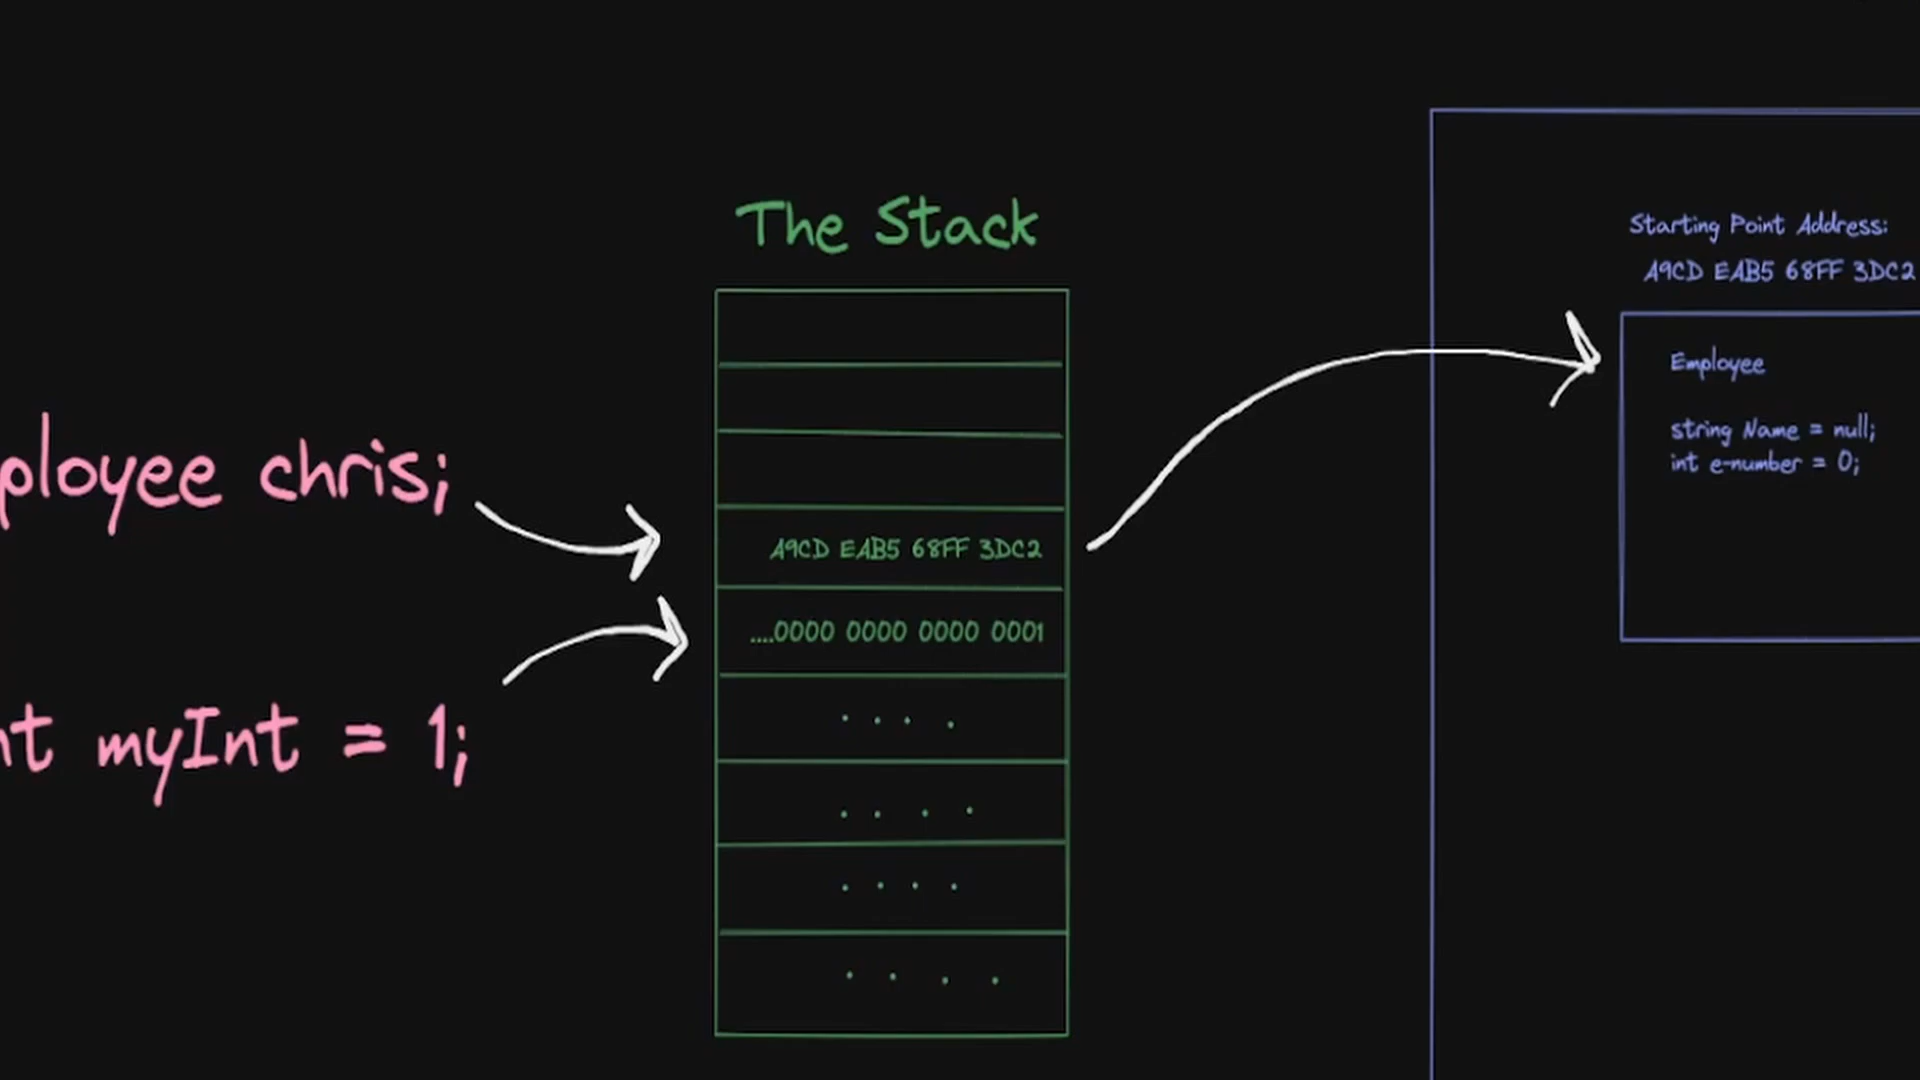 ployee chris;
nt myInt = 1;
The Stack
A9CD EAB5 68FF 3DC2
....0000 0000 0000 0001
. . . .
. . . .
. . . .
. . . .
Starting Point Address:
A9CD EAB5 68FF 3DC2
Employee
string Name = null;
int e-number = 0;